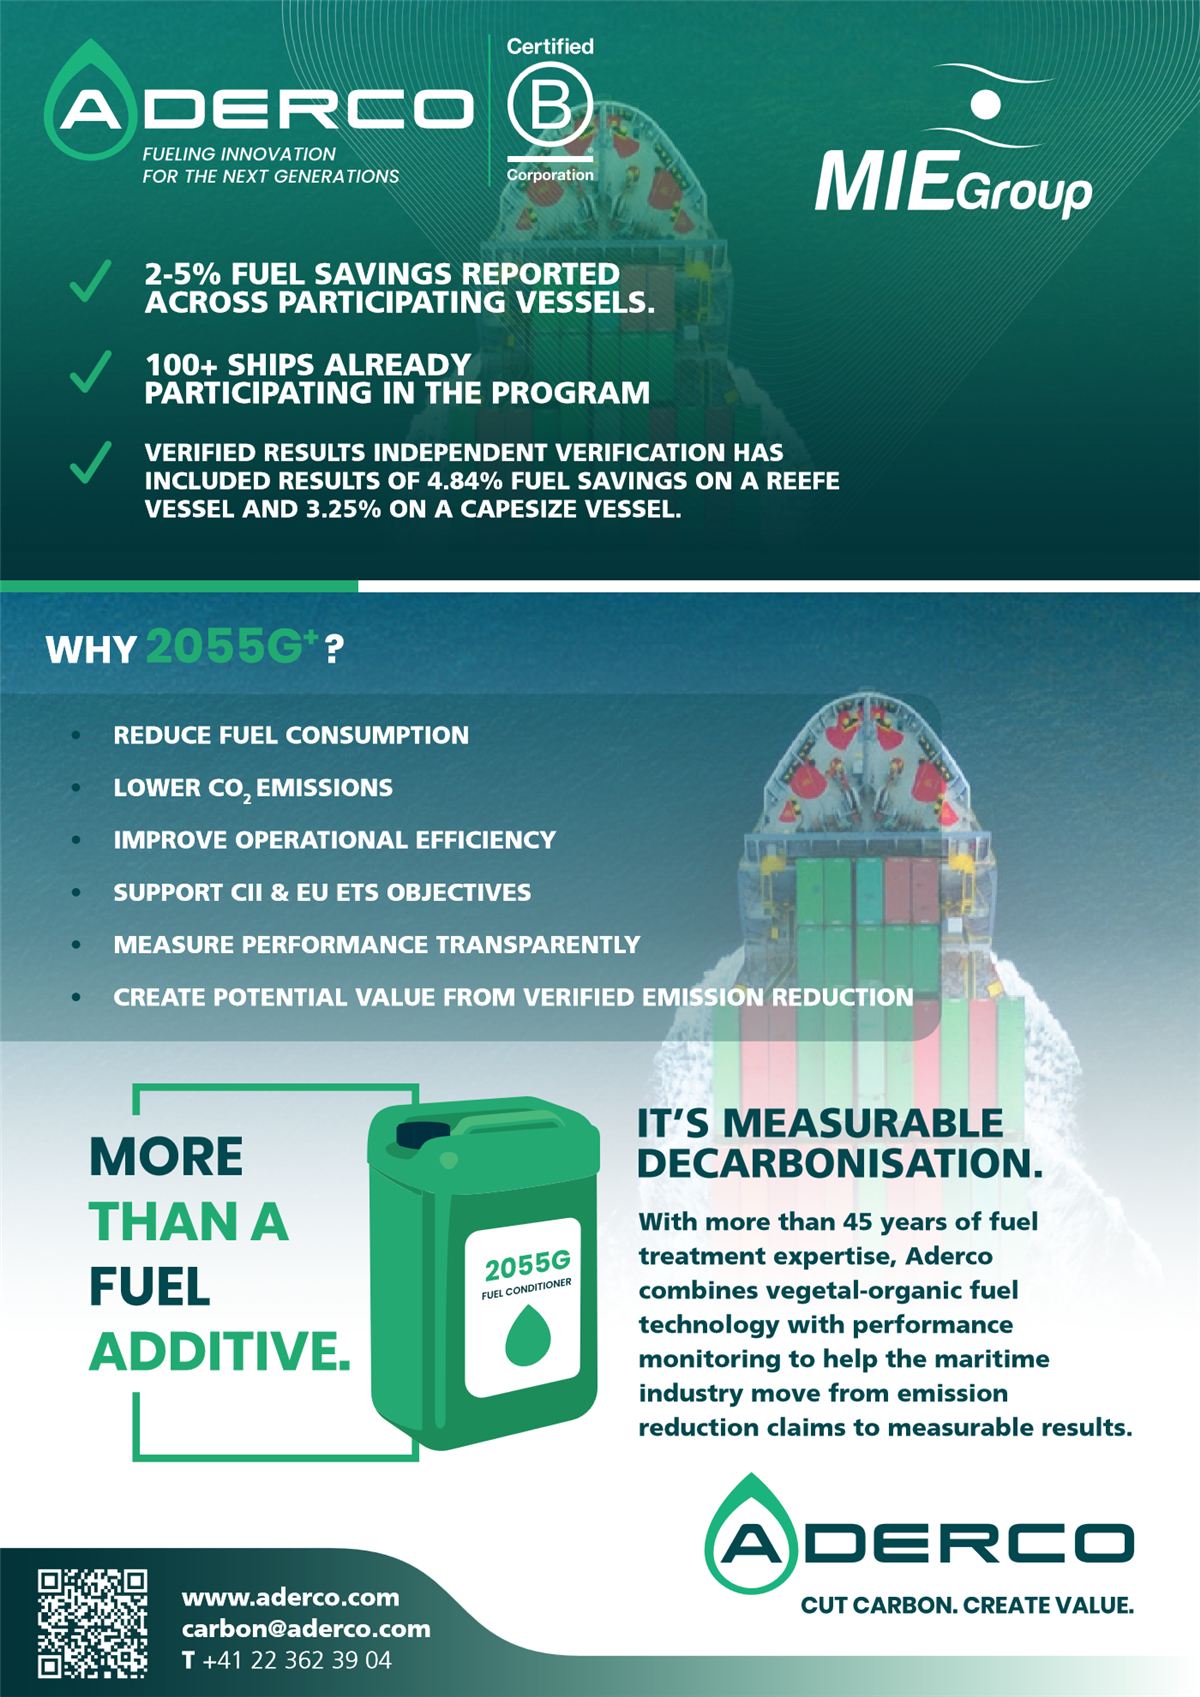 ADERCO
FUELING INNOVATION
FOR THE NEXT GENERATIONS
Certified
B
®
Corporation
MIE Group
2-5% FUEL SAVINGS REPORTED
ACROSS PARTICIPATING VESSELS.
100+ SHIPS ALREADY
PARTICIPATING IN THE PROGRAM
VERIFIED RESULTS INDEPENDENT VERIFICATION HAS
INCLUDED RESULTS OF 4.84% FUEL SAVINGS ON A REEFE
VESSEL AND 3.25% ON A CAPESIZE VESSEL.
WHY 2055G+?
• REDUCE FUEL CONSUMPTION
• LOWER CO2 EMISSIONS
• IMPROVE OPERATIONAL EFFICIENCY
• SUPPORT CII & EU ETS OBJECTIVES
• MEASURE PERFORMANCE TRANSPARENTLY
• CREATE POTENTIAL VALUE FROM VERIFIED EMISSION REDUCTION
MORE
THAN A
FUEL
ADDITIVE.
2055G
FUEL CONDITIONER
IT'S MEASURABLE
DECARBONISATION.
With more than 45 years of fuel
treatment expertise, Aderco
combines vegetal-organic fuel
technology with performance
monitoring to help the maritime
industry move from emission
reduction claims to measurable results.
ADERCO
CUT CARBON. CREATE VALUE.
www.aderco.com
carbon@aderco.com
T +41 22 362 39 04